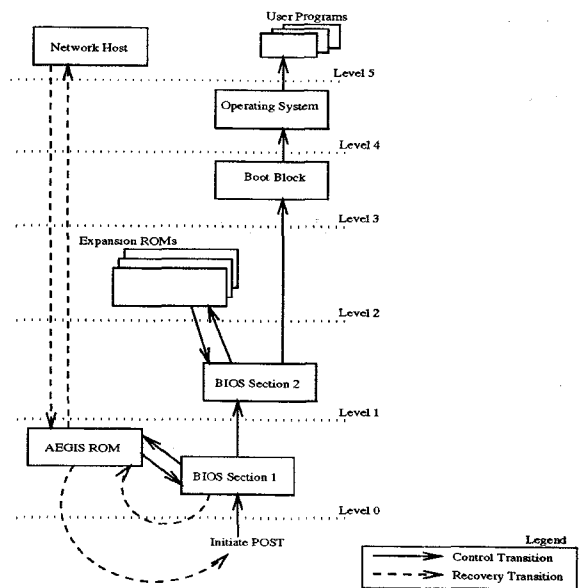 User Programs
Network Host
Level 5
Operating System
Level 4
Boot Block
Level 3
Expansion ROMs
Level 2
BIOS Section 2
Level 1
AEGIS ROM
BIOS Section 1
Level 0
Initiate POST
Legend
Control Transition
Recovery Transition